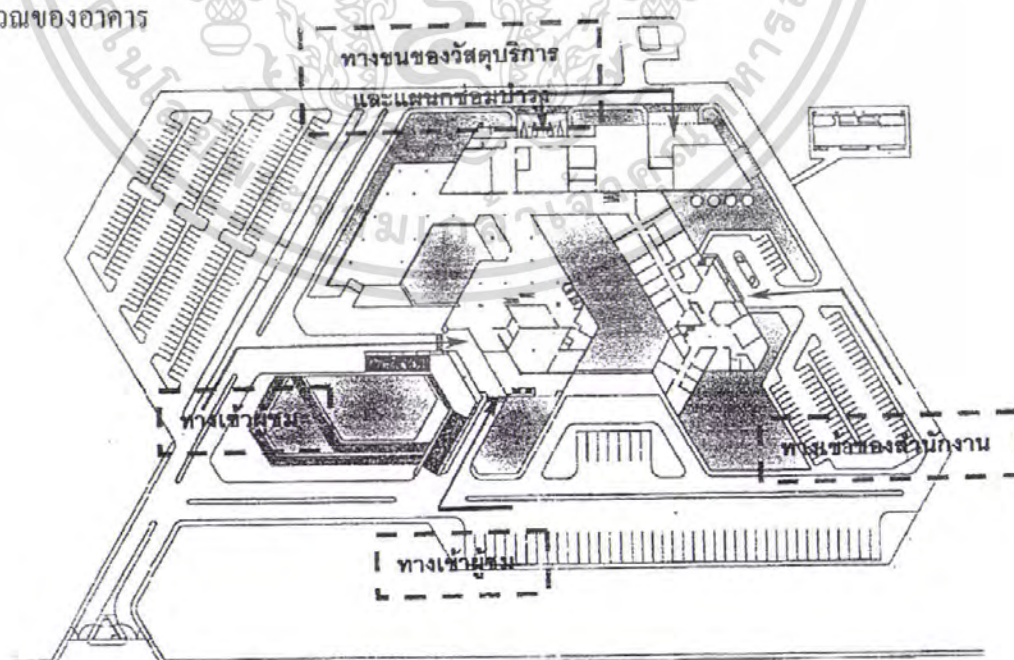 วณของอาคาร
ทางขนของวัสดุบริการ
และแผนกซ่อมบำรุง
ทางเข้าผู้ชม
ทางเข้าของสำนักงาน
ทางเข้าผู้ชม